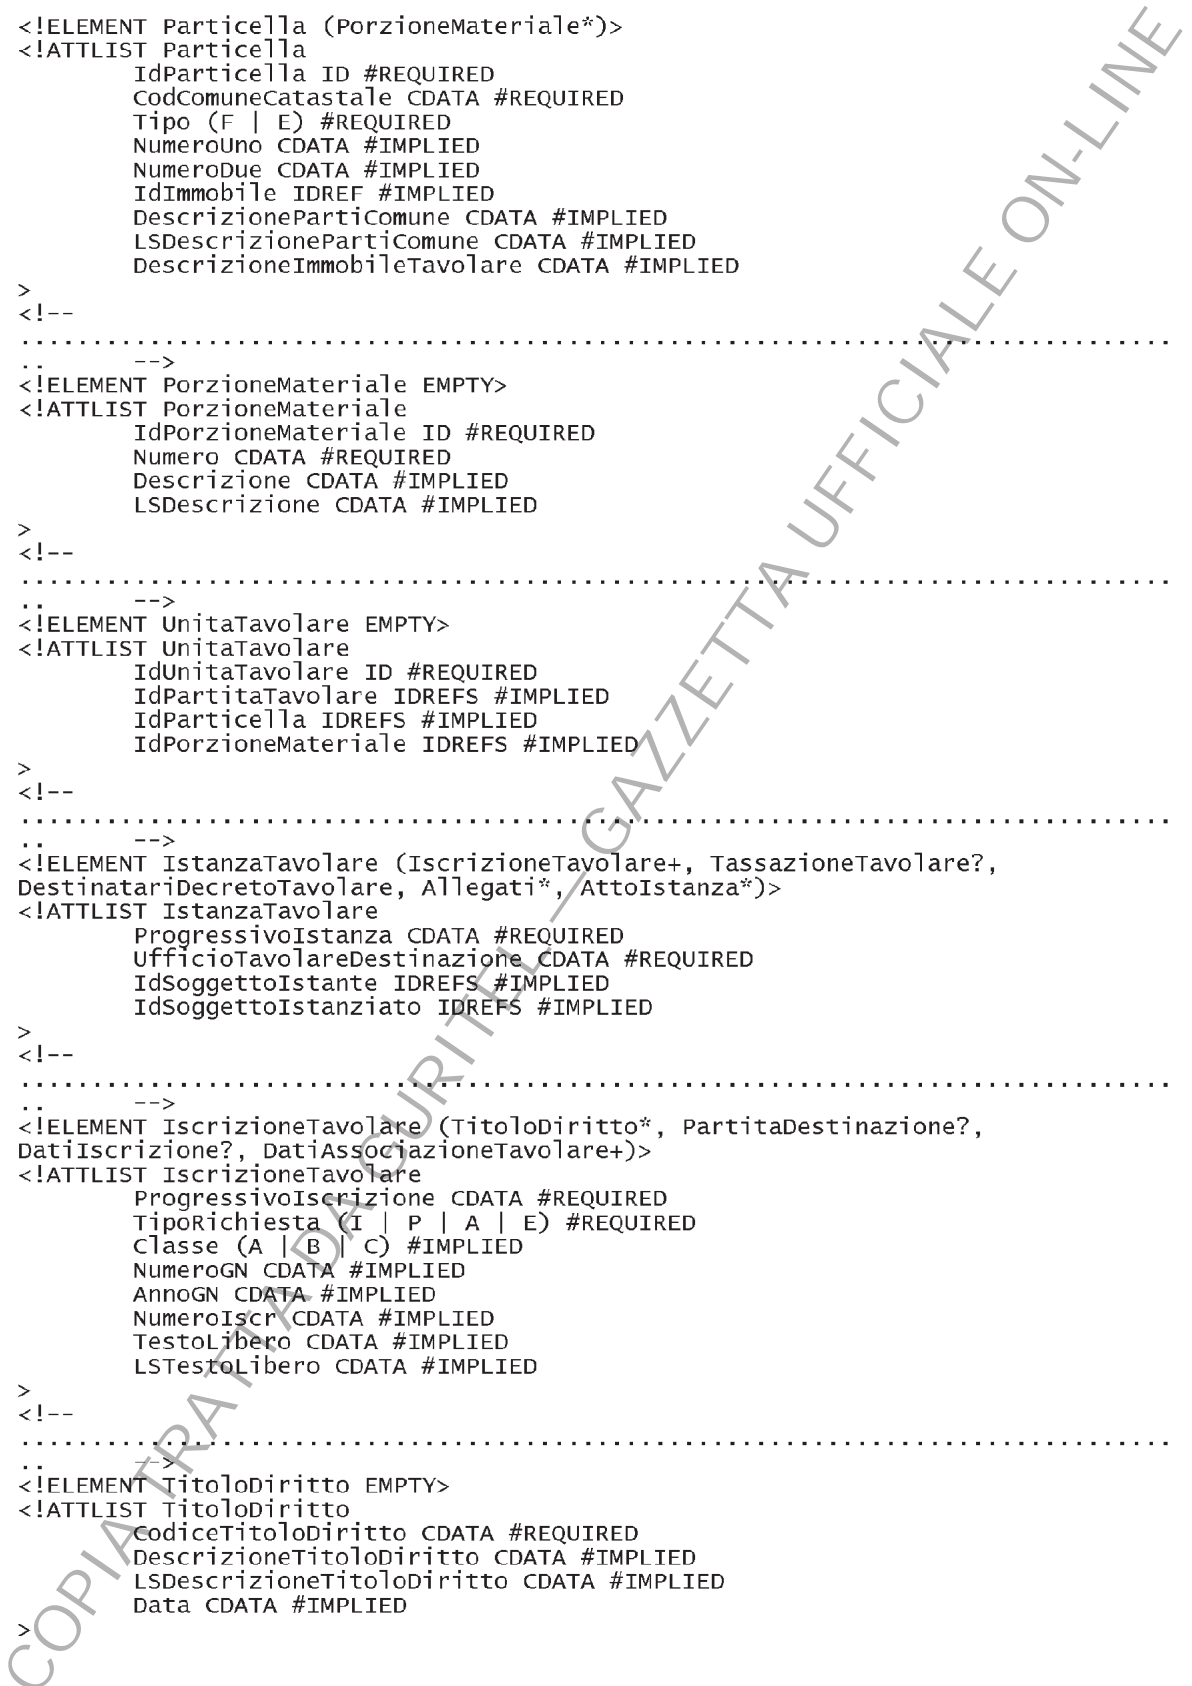 <!ELEMENT Particella (PorzioneMateriale*)>
<!ATTLIST Particella
IdParticella ID #REQUIRED
CodComuneCatastale CDATA #REQUIRED
Tipo (F | E) #REQUIRED
NumeroUno CDATA #IMPLIED
NumeroDue CDATA #IMPLIED
IdImmobile IDREF #IMPLIED
DescrizionePartiComune CDATA #IMPLIED
LSDescrizionePartiComune CDATA #IMPLIED
DescrizioneImmobileTavolare CDATA #IMPLIED
>
<!--
................................................................................
.. -->
<!ELEMENT PorzioneMateriale EMPTY>
<!ATTLIST PorzioneMateriale
IdPorzioneMateriale ID #REQUIRED
Numero CDATA #REQUIRED
Descrizione CDATA #IMPLIED
LSDescrizione CDATA #IMPLIED
>
<!--
................................................................................
.. -->
<!ELEMENT UnitaTavolare EMPTY>
<!ATTLIST UnitaTavolare
IdUnitaTavolare ID #REQUIRED
IdPartitaTavolare IDREFS #IMPLIED
IdParticella IDREFS #IMPLIED
IdPorzioneMateriale IDREFS #IMPLIED
>
<!--
................................................................................
.. -->
<!ELEMENT IstanzaTavolare (IscrizioneTavolare+, TassazioneTavolare?,
DestinatariDecretoTavolare, Allegati*, AttoIstanza*)>
<!ATTLIST IstanzaTavolare
ProgressivoIstanza CDATA #REQUIRED
UfficioTavolareDestinazione CDATA #REQUIRED
IdSoggettoIstante IDREFS #IMPLIED
IdSoggettoIstanziato IDREFS #IMPLIED
>
<!--
................................................................................
.. -->
<!ELEMENT IscrizioneTavolare (TitoloDiritto*, PartitaDestinazione?,
DatiIscrizione?, DatiAssociazioneTavolare+)>
<!ATTLIST IscrizioneTavolare
ProgressivoIscrizione CDATA #REQUIRED
TipoRichiesta (I | P | A | E) #REQUIRED
Classe (A | B | C) #IMPLIED
NumeroGN CDATA #IMPLIED
AnnoGN CDATA #IMPLIED
NumeroIscr CDATA #IMPLIED
TestoLibero CDATA #IMPLIED
LSTestoLibero CDATA #IMPLIED
>
<!--
................................................................................
.. -->
<!ELEMENT TitoloDiritto EMPTY>
<!ATTLIST TitoloDiritto
CodiceTitoloDiritto CDATA #REQUIRED
DescrizioneTitoloDiritto CDATA #IMPLIED
LSDescrizioneTitoloDiritto CDATA #IMPLIED
Data CDATA #IMPLIED
>
COPIA TRATTA DA GURITEL — GAZZETTA UFFICIALE ON-LINE